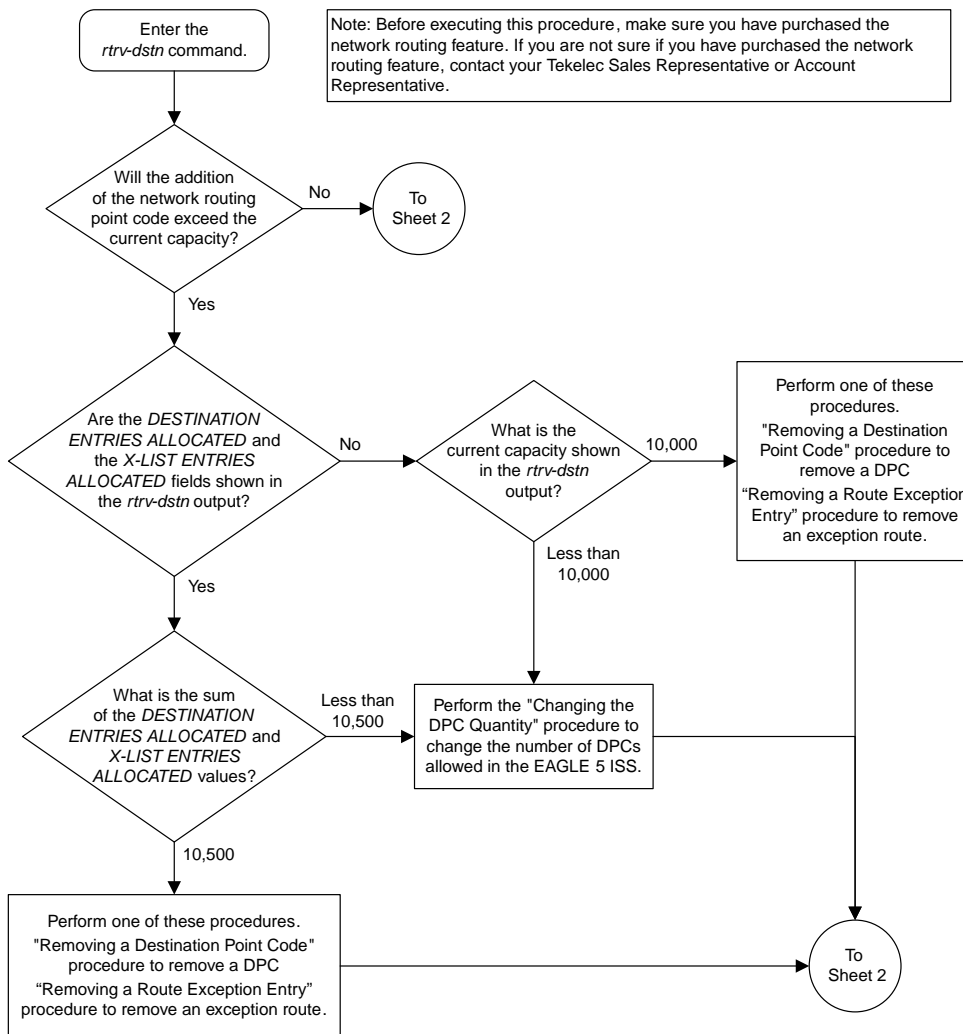 Enter the
rtrv-dstn
command.
Note: Before executing this procedure, make sure you have purchased the
network routing feature. If you are not sure if you have purchased the network
routing feature, contact your Tekelec Sales Representative or Account
Representative.
Will the addition
of the network routing
point code exceed the
current capacity?
No
To
Sheet 2
Yes
Are the DESTINATION
ENTRIES ALLOCATED and
the X-LIST ENTRIES
ALLOCATED fields shown in
the rtrv-dstn output?
No
What is the
current capacity shown
in the rtrv-dstn
output?
10,000
Perform one of these
procedures.
"Removing a Destination
Point Code" procedure to
remove a DPC
“Removing a Route Exception
Entry” procedure to remove
an exception route.
Less than
10,000
Yes
What is the sum
of the DESTINATION
ENTRIES ALLOCATED and
X-LIST ENTRIES
ALLOCATED values?
Less than
10,500
Perform the "Changing the
DPC Quantity" procedure to
change the number of DPCs
allowed in the EAGLE 5 ISS.
10,500
Perform one of these procedures.
"Removing a Destination Point Code"
procedure to remove a DPC
“Removing a Route Exception Entry”
procedure to remove an exception route.
To
Sheet 2